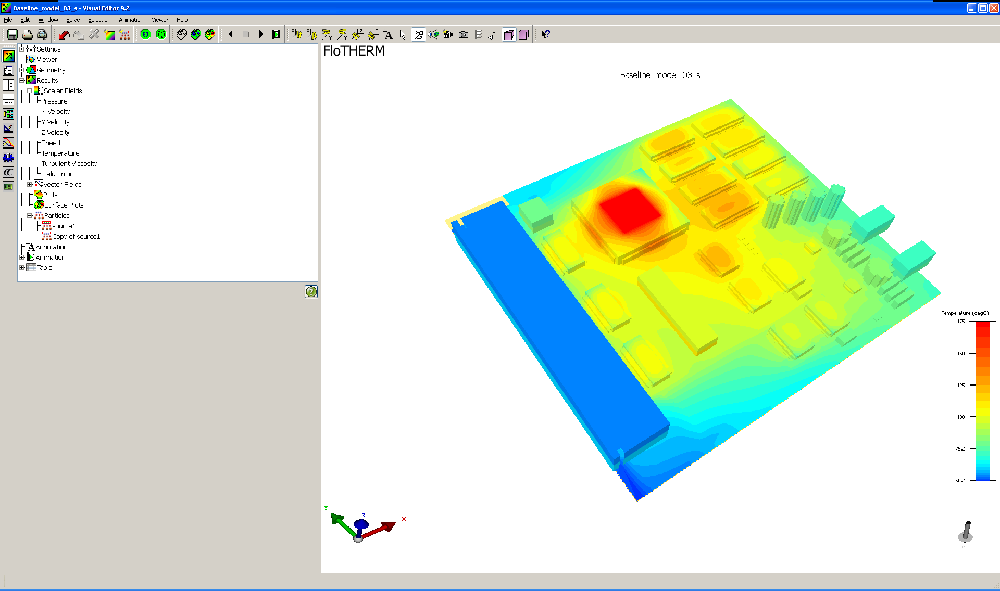 Baseline_model_03_s - Visual Editor 9.2
File Edit Window Solve Selection Animation Viewer Help
Settings
Viewer
Geometry
Results
Scalar Fields
Pressure
X Velocity
Y Velocity
Z Velocity
Speed
Temperature
Turbulent Viscosity
Field Error
Vector Fields
Plots
Surface Plots
Particles
source1
Copy of source1
Annotation
Animation
Table
FloTHERM
Baseline_model_03_s
Temperature (degC)
175
150
125
100
75.2
50.2
Y
Z
X
g